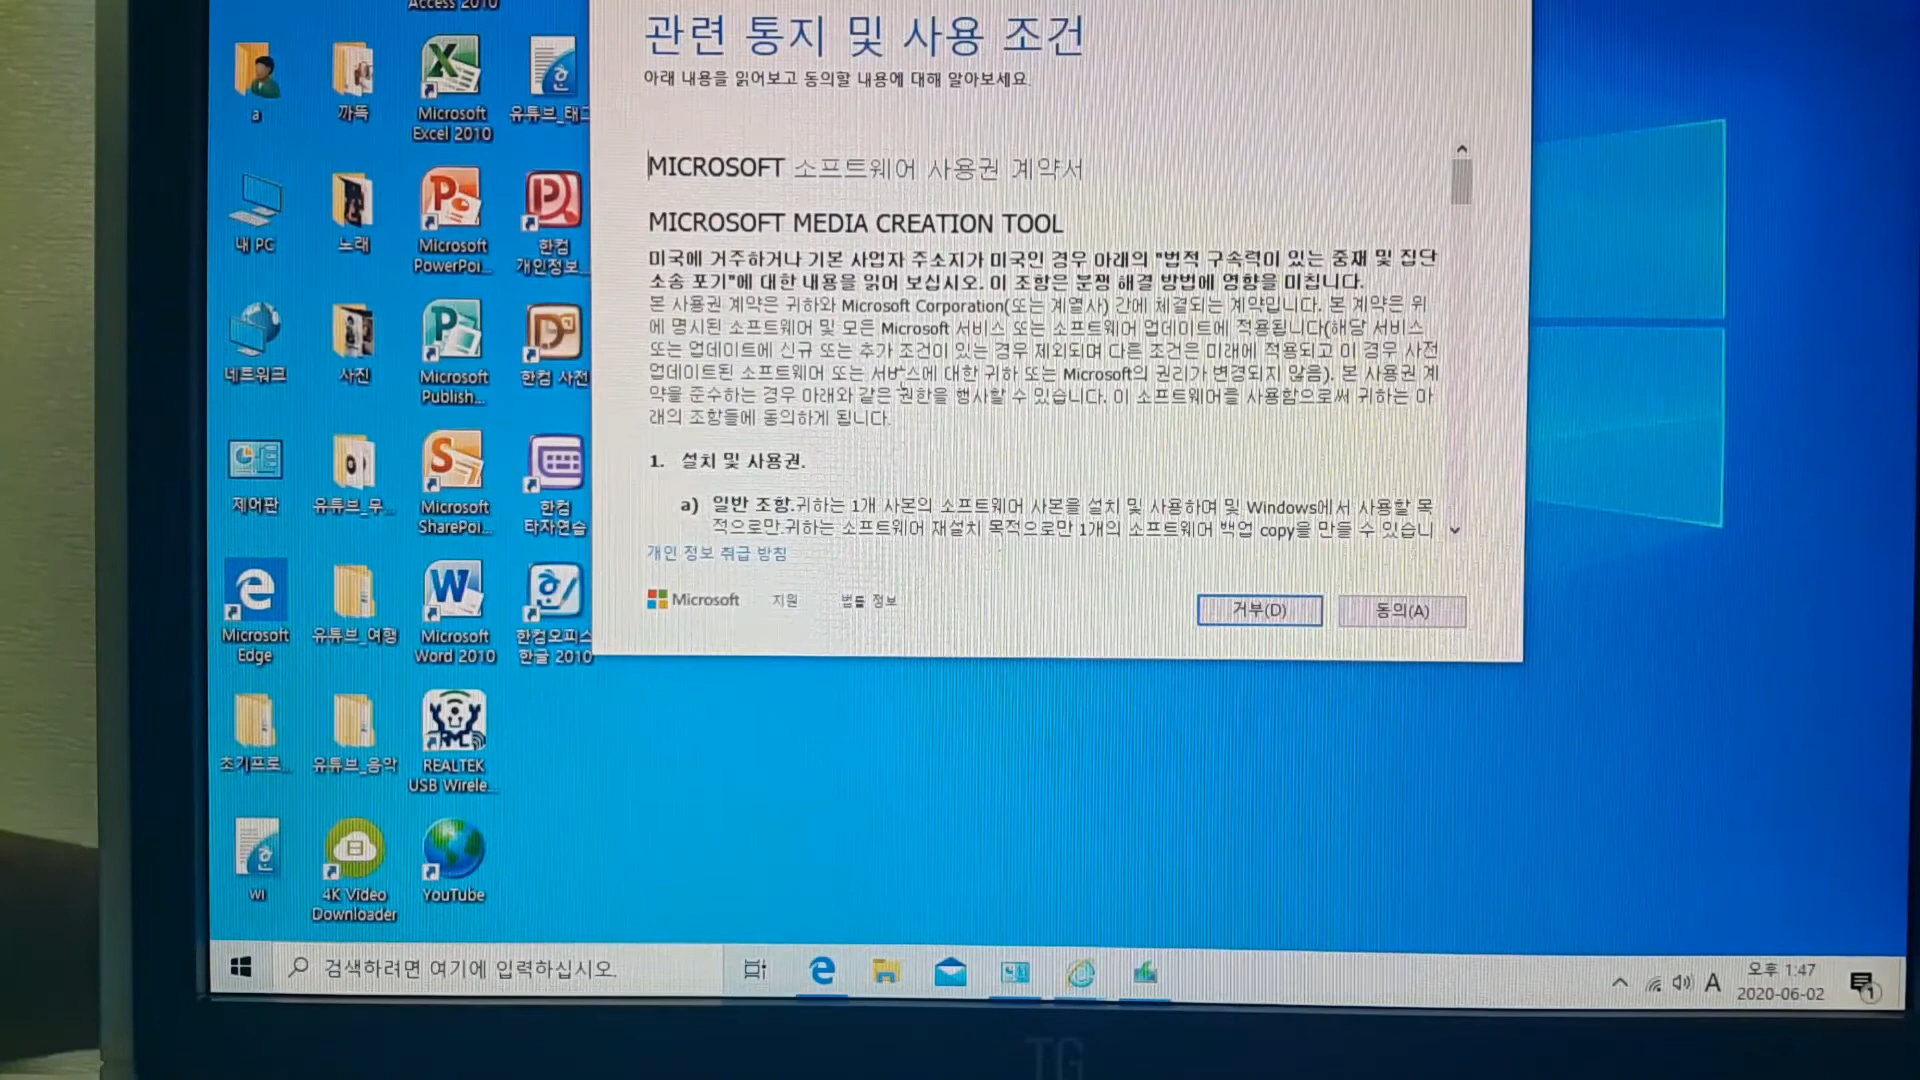 Access 2010
a
까뚝
Microsoft
Excel 2010
유튜브_태그
내 PC
노래
Microsoft
PowerPoi...
한컴
개인정보...
네트워크
사진
Microsoft
Publish...
한컴 사전
제어판
유튜브_무...
Microsoft
SharePoi...
한컴
타자연습
Microsoft
Edge
유튜브_여행
Microsoft
Word 2010
한컴오피스
한글 2010
초기프로...
유튜브_음악
REALTEK
USB Wirele...
wi
4K Video
Downloader
YouTube
관련 통지 및 사용 조건
아래 내용을 읽어보고 동의할 내용에 대해 알아보세요.
MICROSOFT 소프트웨어 사용권 계약서
MICROSOFT MEDIA CREATION TOOL
미국에 거주하거나 기본 사업자 주소지가 미국인 경우 아래의 "법적 구속력이 있는 중재 및 집단
소송 포기"에 대한 내용을 읽어 보십시오. 이 조항은 분쟁 해결 방법에 영향을 미칩니다.
본 사용권 계약은 귀하와 Microsoft Corporation(또는 계열사) 간에 체결되는 계약입니다. 본 계약은 위
에 명시된 소프트웨어 및 모든 Microsoft 서비스 또는 소프트웨어 업데이트에 적용됩니다(해당 서비스
또는 업데이트에 신규 또는 추가 조건이 있는 경우 제외되며 다른 조건은 미래에 적용되고 이 경우 사전
업데이트된 소프트웨어 또는 서비스에 대한 귀하 또는 Microsoft의 권리가 변경되지 않음). 본 사용권 계
약을 준수하는 경우 아래와 같은 권한을 행사할 수 있습니다. 이 소프트웨어를 사용함으로써 귀하는 아
래의 조항들에 동의하게 됩니다.
1. 설치 및 사용권.
a) 일반 조항.귀하는 1개 사본의 소프트웨어 사본을 설치 및 사용하여 및 Windows에서 사용할 목
적으로만.귀하는 소프트웨어 재설치 목적으로만 1개의 소프트웨어 백업 copy을 만들 수 있습니
개인 정보 취급 방침
Microsoft 지원 법률 정보
거부(D) 동의(A)
검색하려면 여기에 입력하십시오.
A
오후 1:47
2020-06-02
1
TG